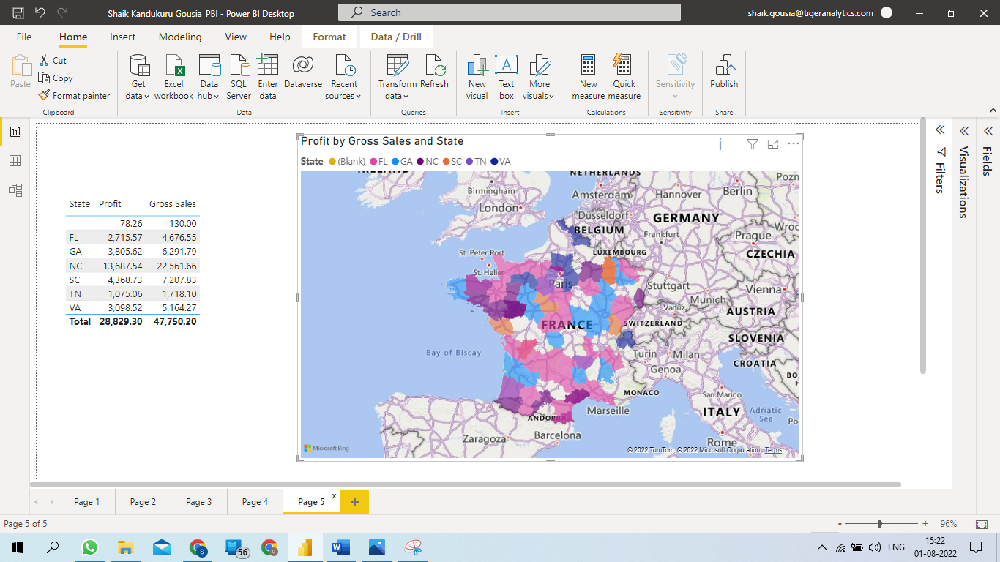 Shaik Kandukuru Gousia_PBI - Power BI Desktop
Search
shaik.gousia@tigeranalytics.com
File Home Insert Modeling View Help Format Data / Drill
Paste
Cut
Copy
Format painter
Clipboard
Get data
Excel workbook
Data hub
SQL Server
Enter data
Dataverse
Recent sources
Data
Transform data
Refresh
Queries
New visual
Text box
More visuals
Insert
New measure
Quick measure
Calculations
Sensitivity
Sensitivity
Publish
Share
State Profit Gross Sales
78.26 130.00
FL 2,715.57 4,676.55
GA 3,805.62 6,291.79
NC 13,687.54 22,561.66
SC 4,368.73 7,207.83
TN 1,075.06 1,718.10
VA 3,098.52 5,164.27
Total 28,829.30 47,750.20
Profit by Gross Sales and State
State (Blank) FL GA NC SC TN VA
IRELAND
NETHERLANDS
Birmingham
Amsterdam
Hannover
Berlin
Pozn
London
Düsseldorf
GERMANY
BELGIUM
Frankfurt
Prague
Wroc
St. Peter Port
LUXEMBOURG
CZECHIA
St. Helier
Paris
Stuttgart
Vienna
Munich
Vaduz
AUSTRIA
FRANCE
SWITZERLAND
SLOVENIA
Bay of Biscay
Turin
Milan
CROATIA
Genoa
BOS
H
MONACO
San Marino
Marseille
ITALY
Adriatic Sea
Po
ANDORRA
Zaragoza
Barcelona
Rome
Microsoft Bing
© 2022 TomTom, © 2022 Microsoft Corporation Terms
Filters
Visualizations
Fields
Page 1
Page 2
Page 3
Page 4
Page 5
x
Page 5 of 5
- + 96%
56
ENG
15:22
01-08-2022